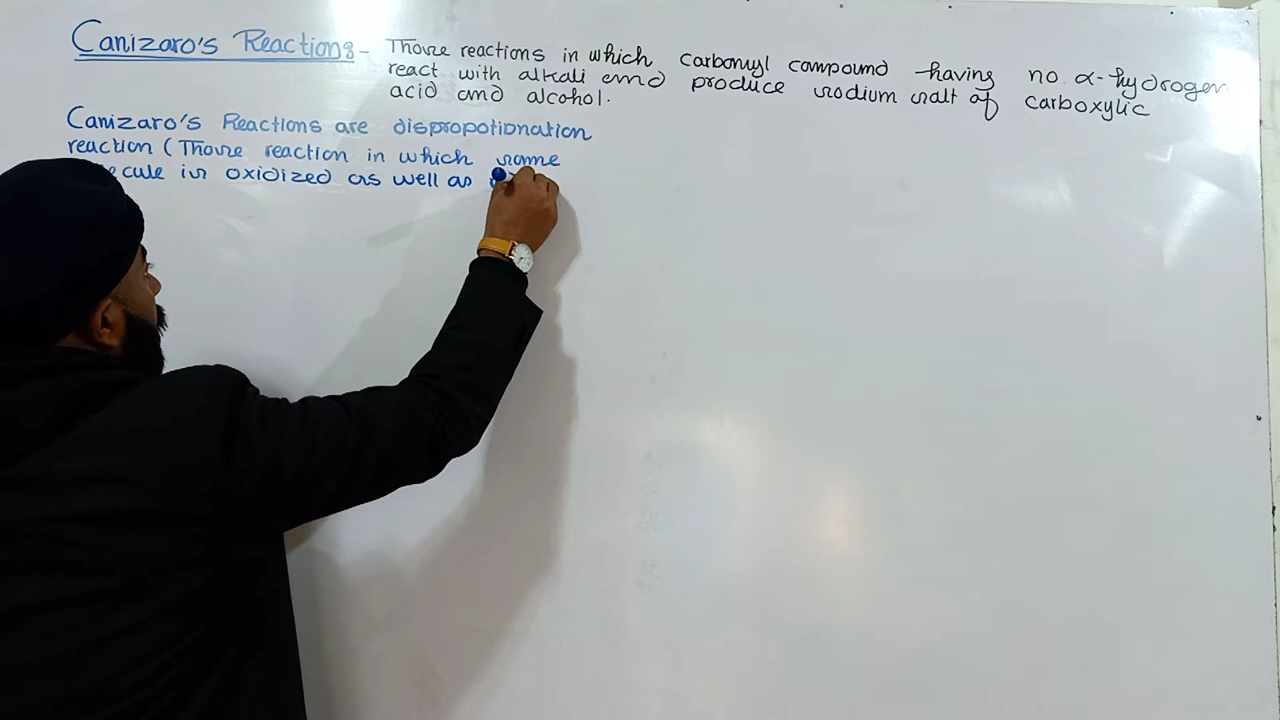 Canizaro's Reactions- Those reactions in which carbonyl compound having no α-hydrogen
react with alkali and produce sodium salt of carboxylic
acid and alcohol.
Canizaro's Reactions are dispropotionation
reaction (Those reaction in which same
cule is oxidized as well as